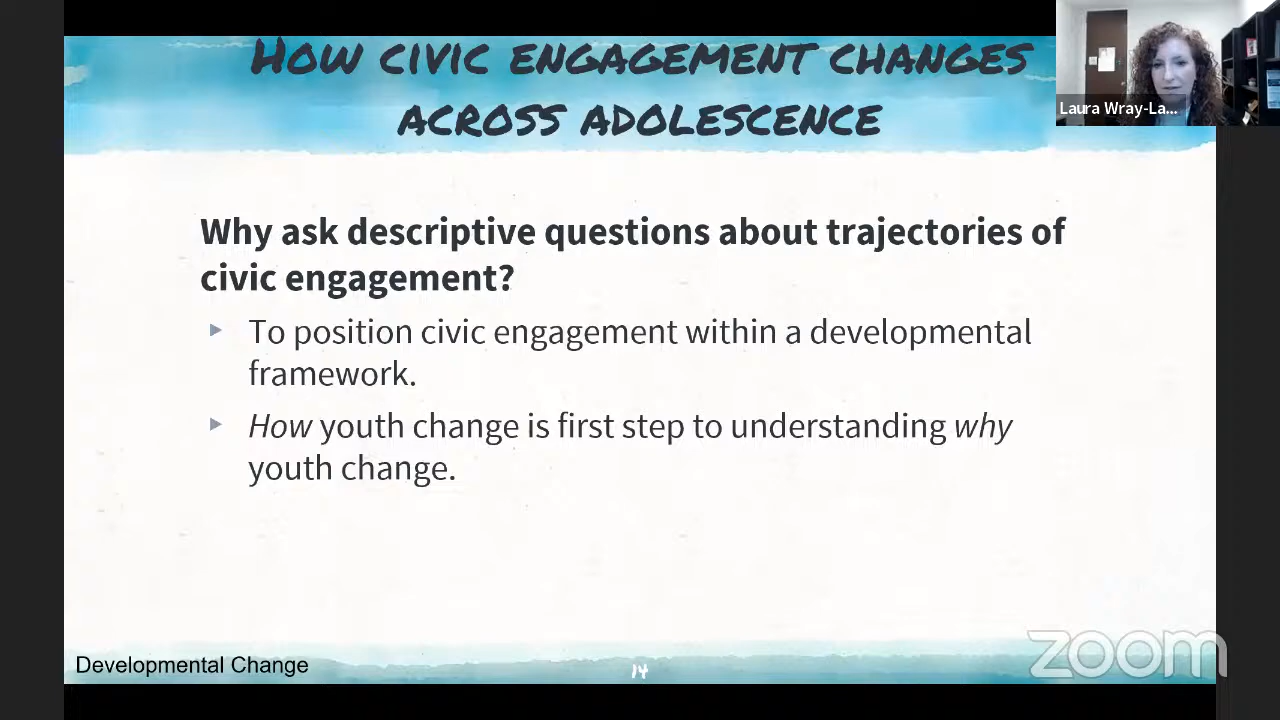 HOW CIVIC ENGAGEMENT CHANGES
ACROSS ADOLESCENCE
Laura Wray-La...
Why ask descriptive questions about trajectories of
civic engagement?
To position civic engagement within a developmental
framework.
How youth change is first step to understanding why
youth change.
Developmental Change
14
zoom